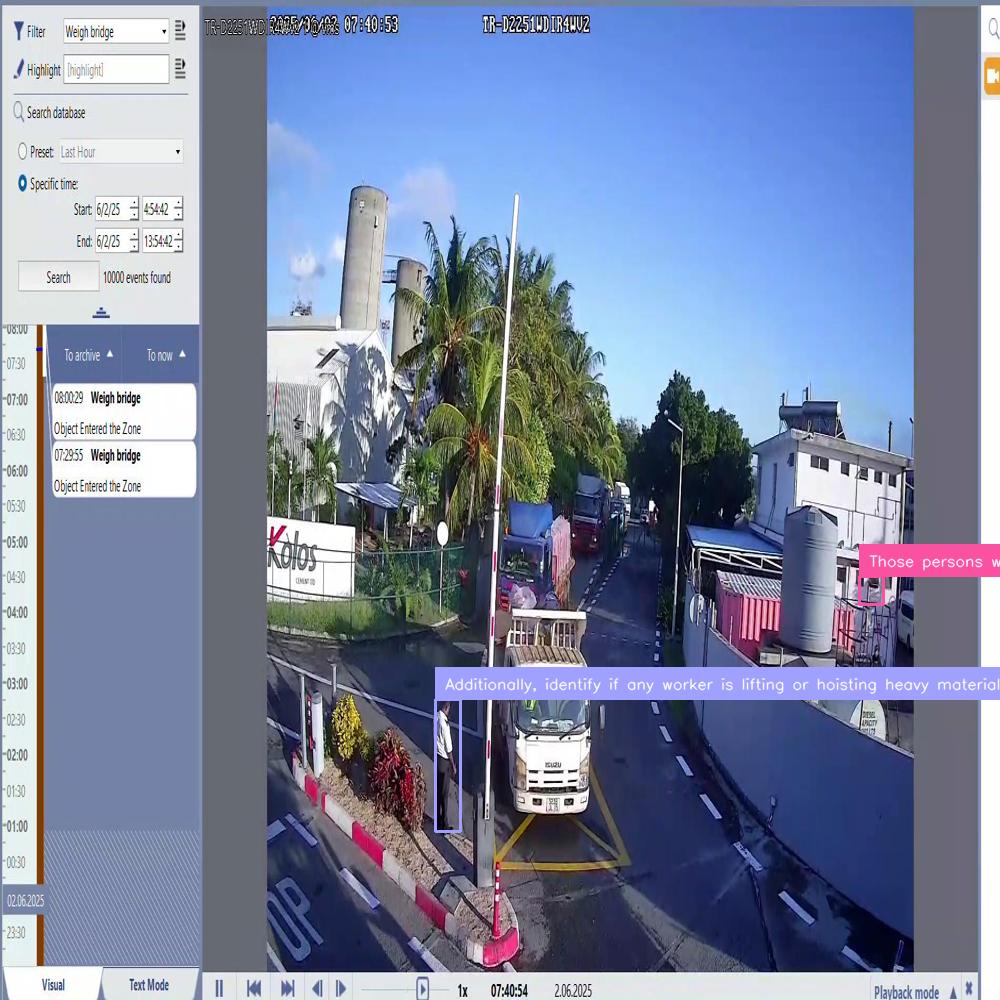 Filter
Weigh bridge
Highlight
[highlight]
Search database
Preset:
Last Hour
Specific time:
Start:
6/2/25
4:54:42
End:
6/2/25
13:54:42
Search
10000 events found
08:00
07:30
07:00
06:30
06:00
05:30
05:00
04:30
04:00
03:30
03:00
02:30
02:00
01:30
01:00
00:30
02.06.2025
23:30
To archive
To now
08:00:29 Weigh bridge
Object Entered the Zone
07:29:55 Weigh bridge
Object Entered the Zone
Visual
Text Mode
07:40:53
TR-D2251WDIR4WV2
Kolos
CEMENT LTD
Those persons w
Additionally, identify if any worker is lifting or hoisting heavy material
ISUZU
DIESEL
CAPACITY
OP
1x
07:40:54
2.06.2025
Playback mode